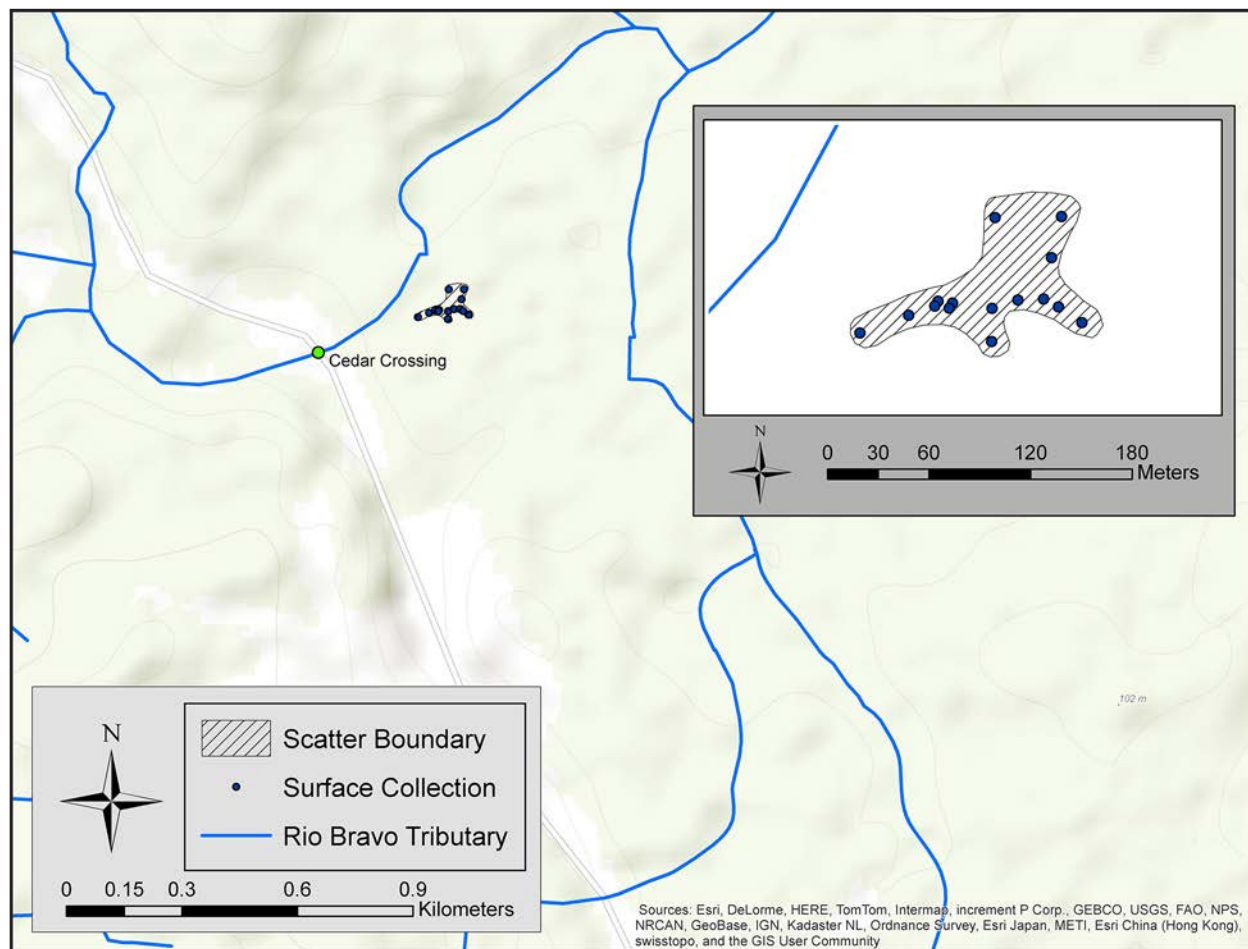 Cedar Crossing
N
0 30 60 120 180
Meters
102 m
N
Scatter Boundary
Surface Collection
Rio Bravo Tributary
0 0.15 0.3 0.6 0.9
Kilometers
Sources: Esri, DeLorme, HERE, TomTom, Intermap, increment P Corp., GEBCO, USGS, FAO, NPS,
NRCAN, GeoBase, IGN, Kadaster NL, Ordnance Survey, Esri Japan, METI, Esri China (Hong Kong),
swisstopo, and the GIS User Community